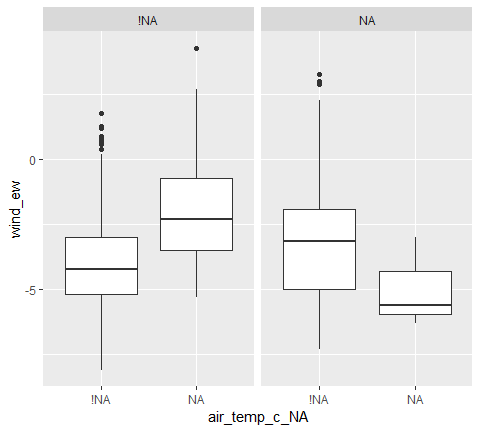 !NA NA
wind_ew
0
-5
!NA NA !NA NA
air_temp_c_NA